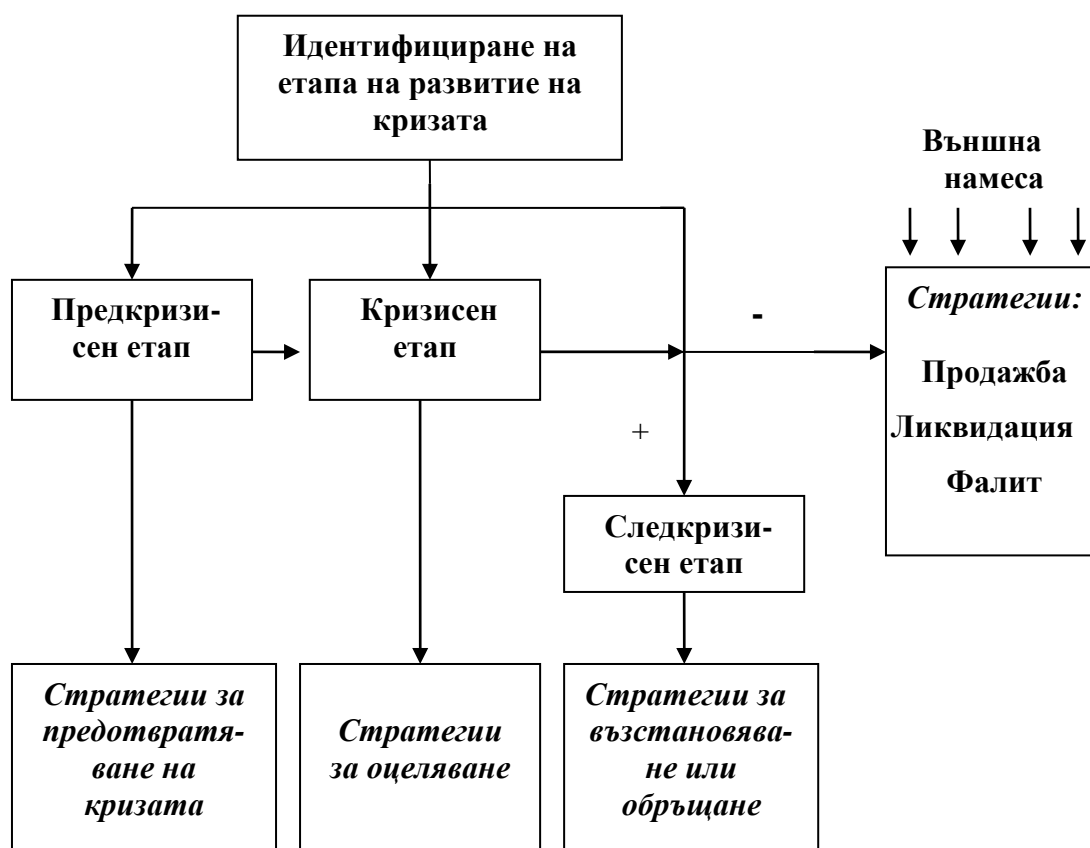 Идентифициране на
етапа на развитие на
кризата
Външна
намеса
Предкризи-
сен етап
Кризисен
етап
-
Стратегии:
Продажба
Ликвидация
Фалит
+
Следкризи-
сен етап
Стратегии за
предотвратя-
ване на
кризата
Стратегии
за оцеляване
Стратегии за
възстановява-
не или
обръщане